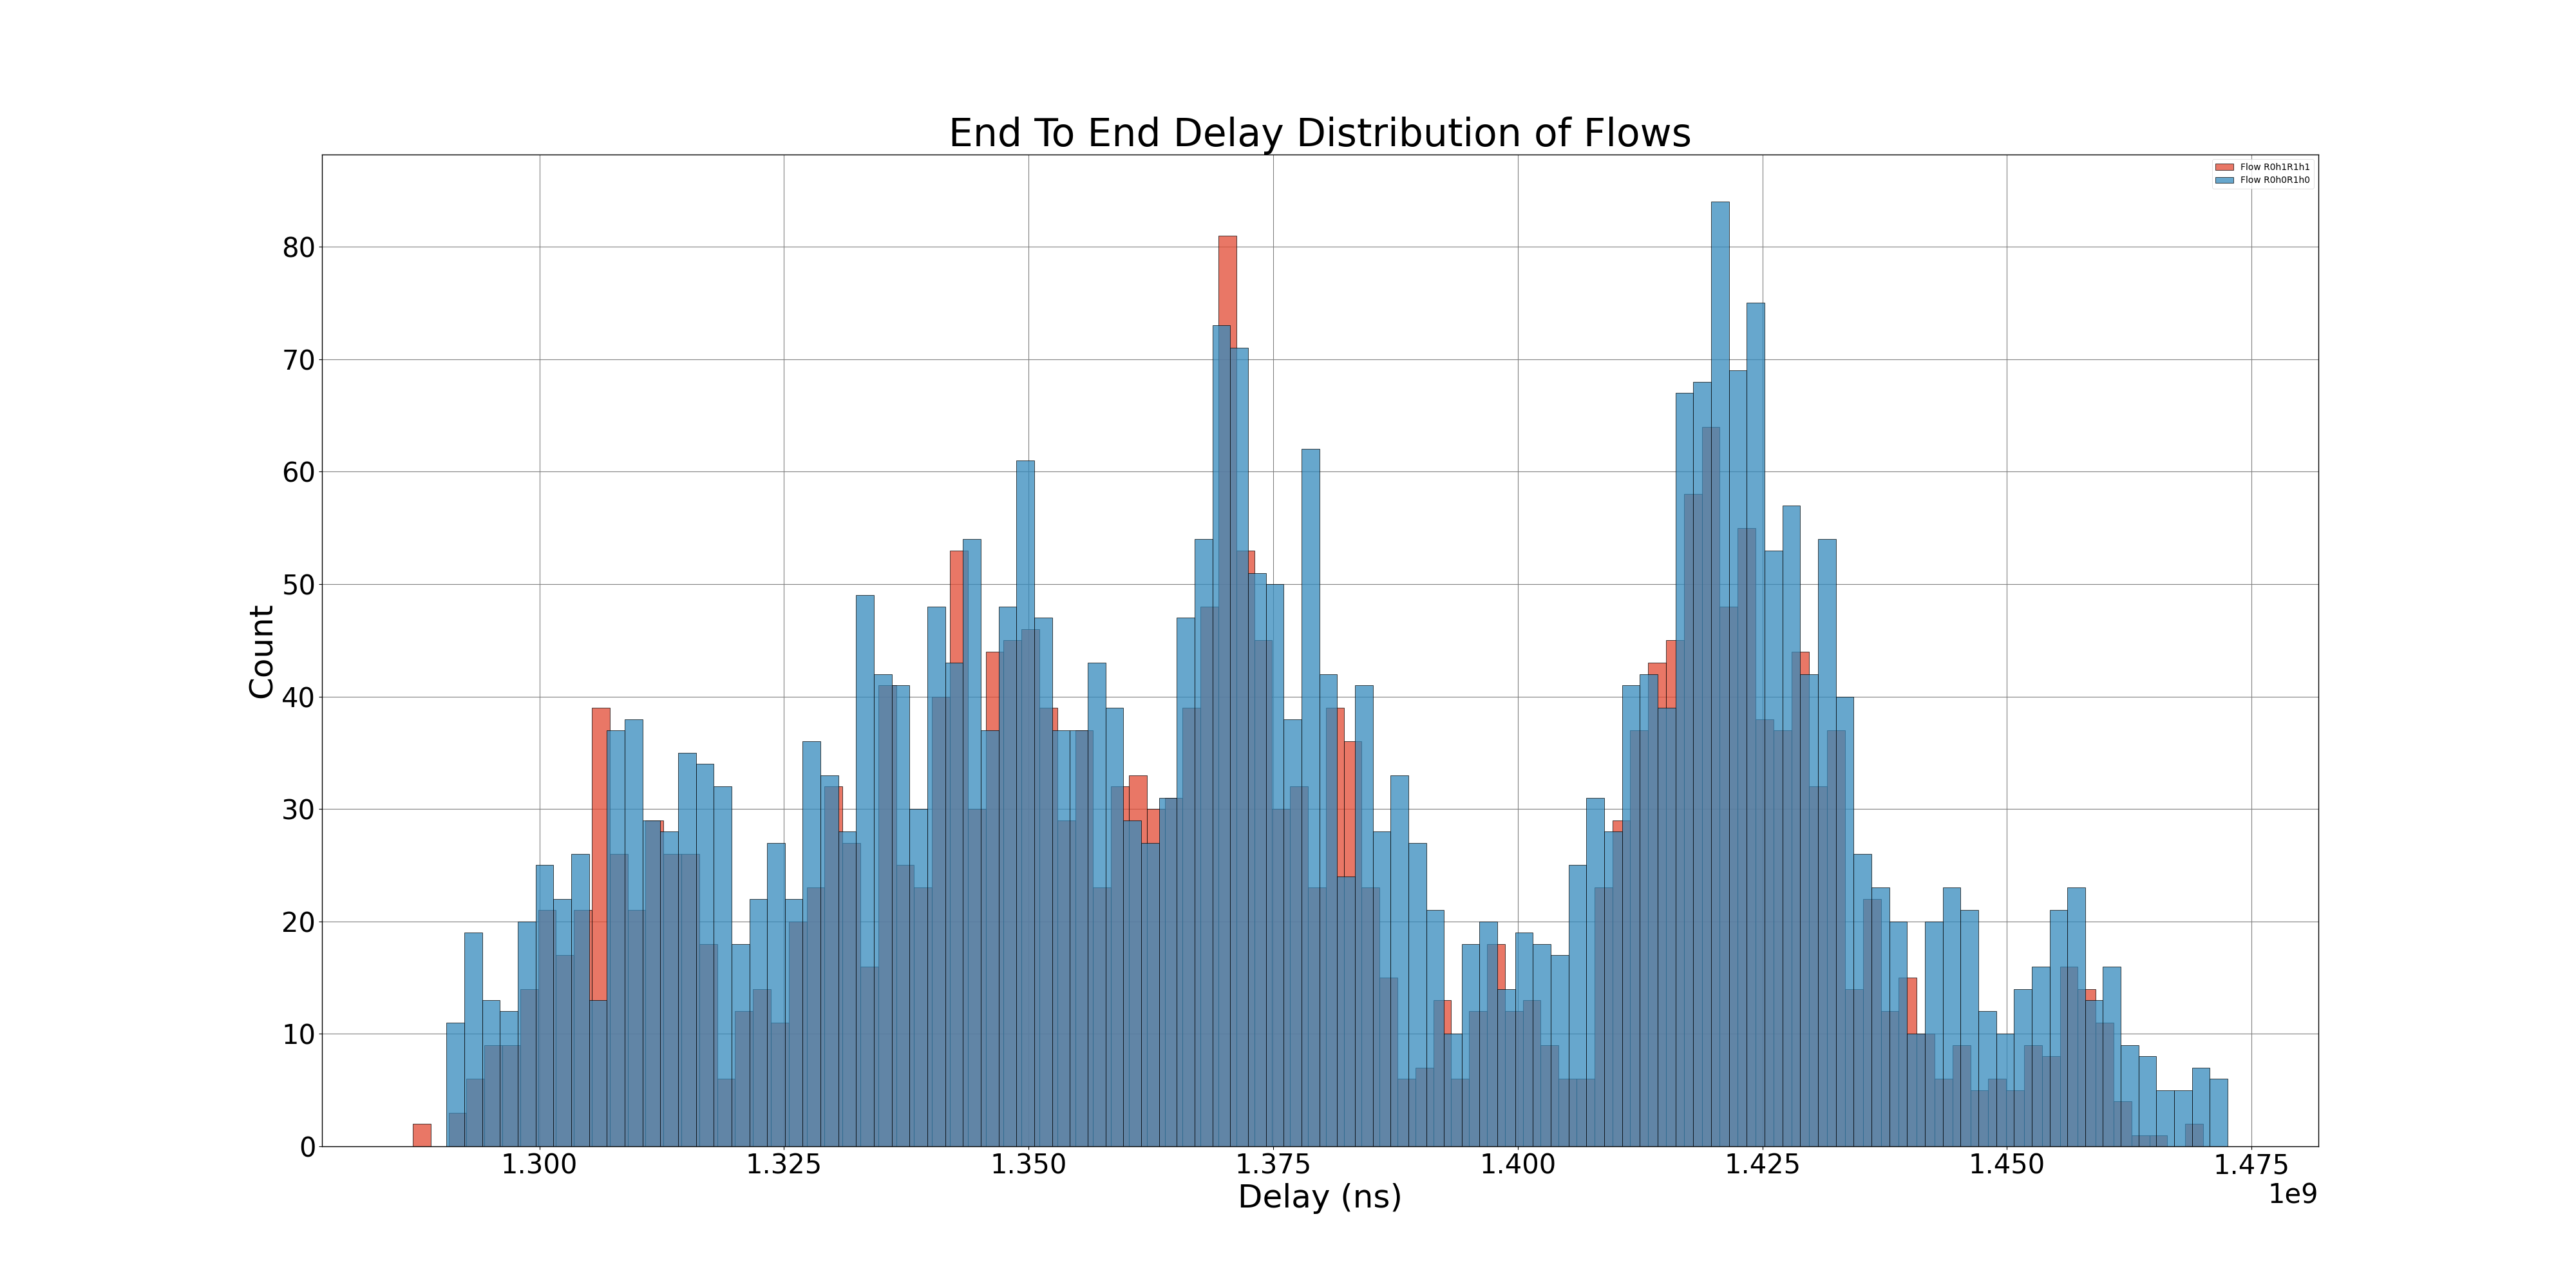 End To End Delay Distribution of Flows
Flow R0h1R1h1
Flow R0h0R1h0
80
70
60
50
40
30
20
10
0
Count
1.300 1.325 1.350 1.375 1.400 1.425 1.450 1.475
1e9
Delay (ns)